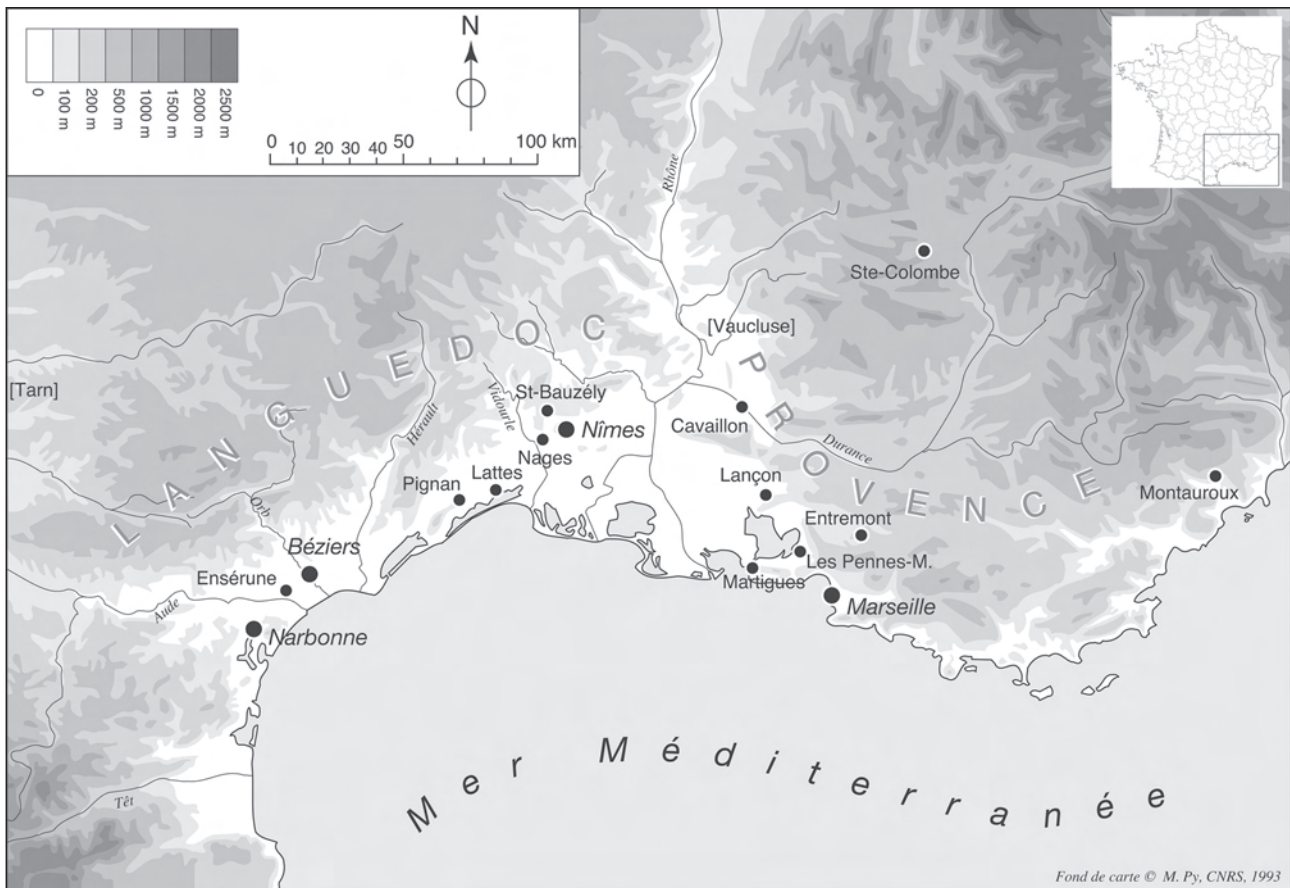 N
0
100 m
200 m
500 m
1000 m
1500 m
2000 m
2500 m
0 10 20 30 40 50 100 km
Rhône
Ste-Colombe
[Vaucluse]
LANGUEDOC
PROVENCE
[Tarn]
St-Bauzély
Vidourle
Hérault
Nîmes
Cavaillon
Durance
Nages
Lattes
Pignan
Lançon
Montauroux
Orb
Entremont
Béziers
Les Pennes-M.
Ensérune
Martigues
Aude
Marseille
Narbonne
Mer Méditerranée
Têt
Fond de carte © M. Py, CNRS, 1993